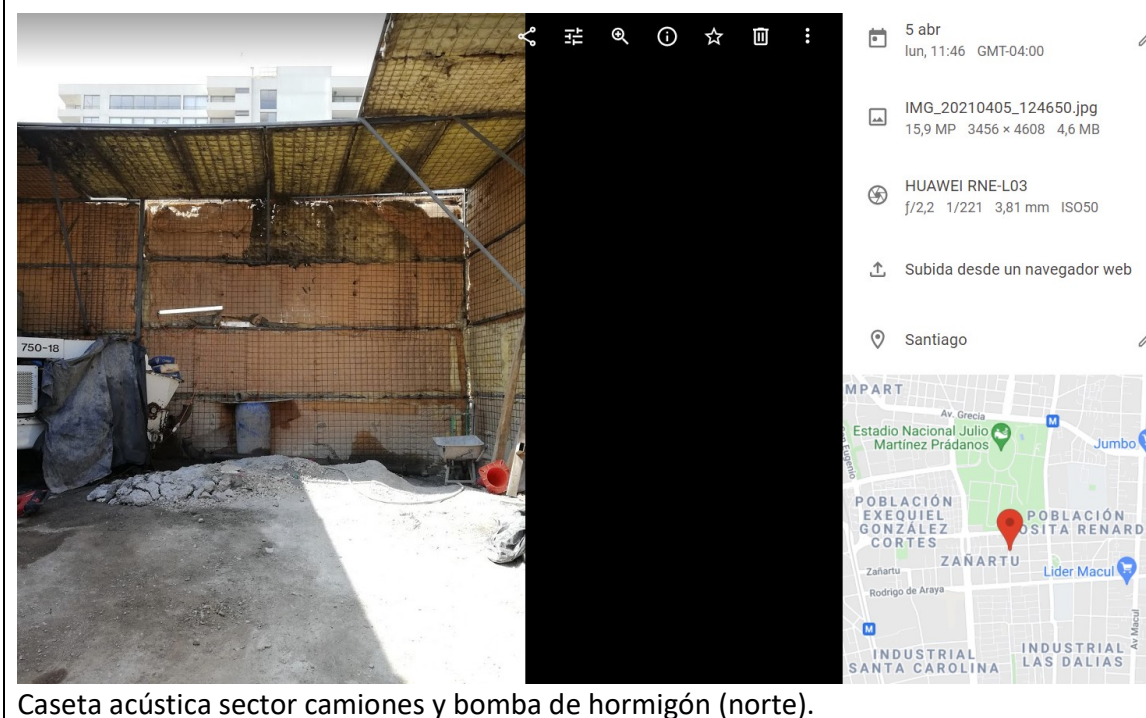 5 abr
lun, 11:46 GMT-04:00
IMG_20210405_124650.jpg
15,9 MP 3456 × 4608 4,6 MB
HUAWEI RNE-L03
ƒ/2,2 1/221 3,81 mm ISO50
Subida desde un navegador web
Santiago
750-18
MPART
Av. Grecia
Estadio Nacional Julio
Martínez Prádanos
M
Jumbo
San Eugenio
POBLACIÓN
EXEQUIEL
GONZÁLEZ
CORTES
POBLACIÓN
OSITA RENARD
ZAÑARTU
Zañartu
Lider Macul
Rodrigo de Araya
M
Av Macul
INDUSTRIAL
SANTA CAROLINA
INDUSTRIAL
LAS DALIAS
Caseta acústica sector camiones y bomba de hormigón (norte).